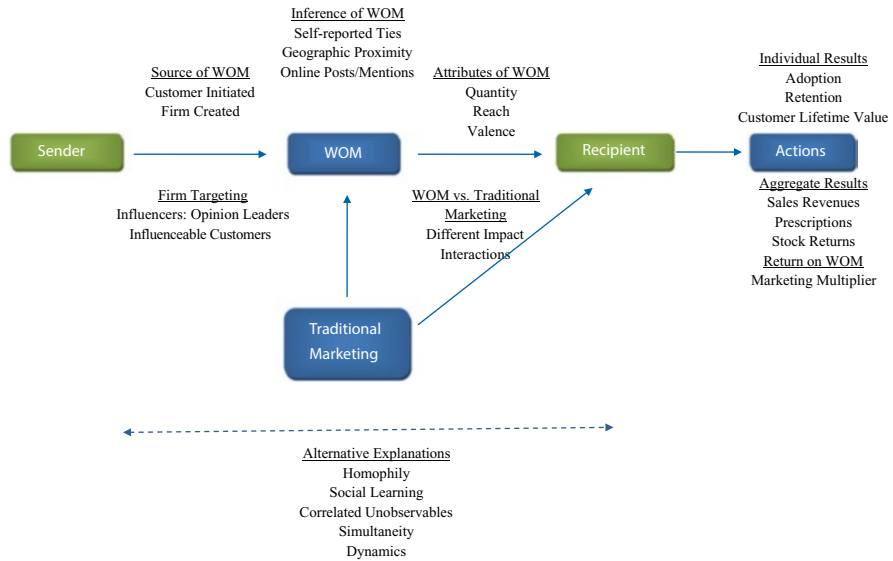 Inference of WOM
Self-reported Ties
Geographic Proximity
Online Posts/Mentions
Source of WOM
Customer Initiated
Firm Created
Attributes of WOM
Quantity
Reach
Valence
Individual Results
Adoption
Retention
Customer Lifetime Value
Sender
WOM
Recipient
Actions
Firm Targeting
Influencers: Opinion Leaders
Influenceable Customers
WOM vs. Traditional
Marketing
Different Impact
Interactions
Aggregate Results
Sales Revenues
Prescriptions
Stock Returns
Return on WOM
Marketing Multiplier
Traditional
Marketing
Alternative Explanations
Homophily
Social Learning
Correlated Unobservables
Simultaneity
Dynamics